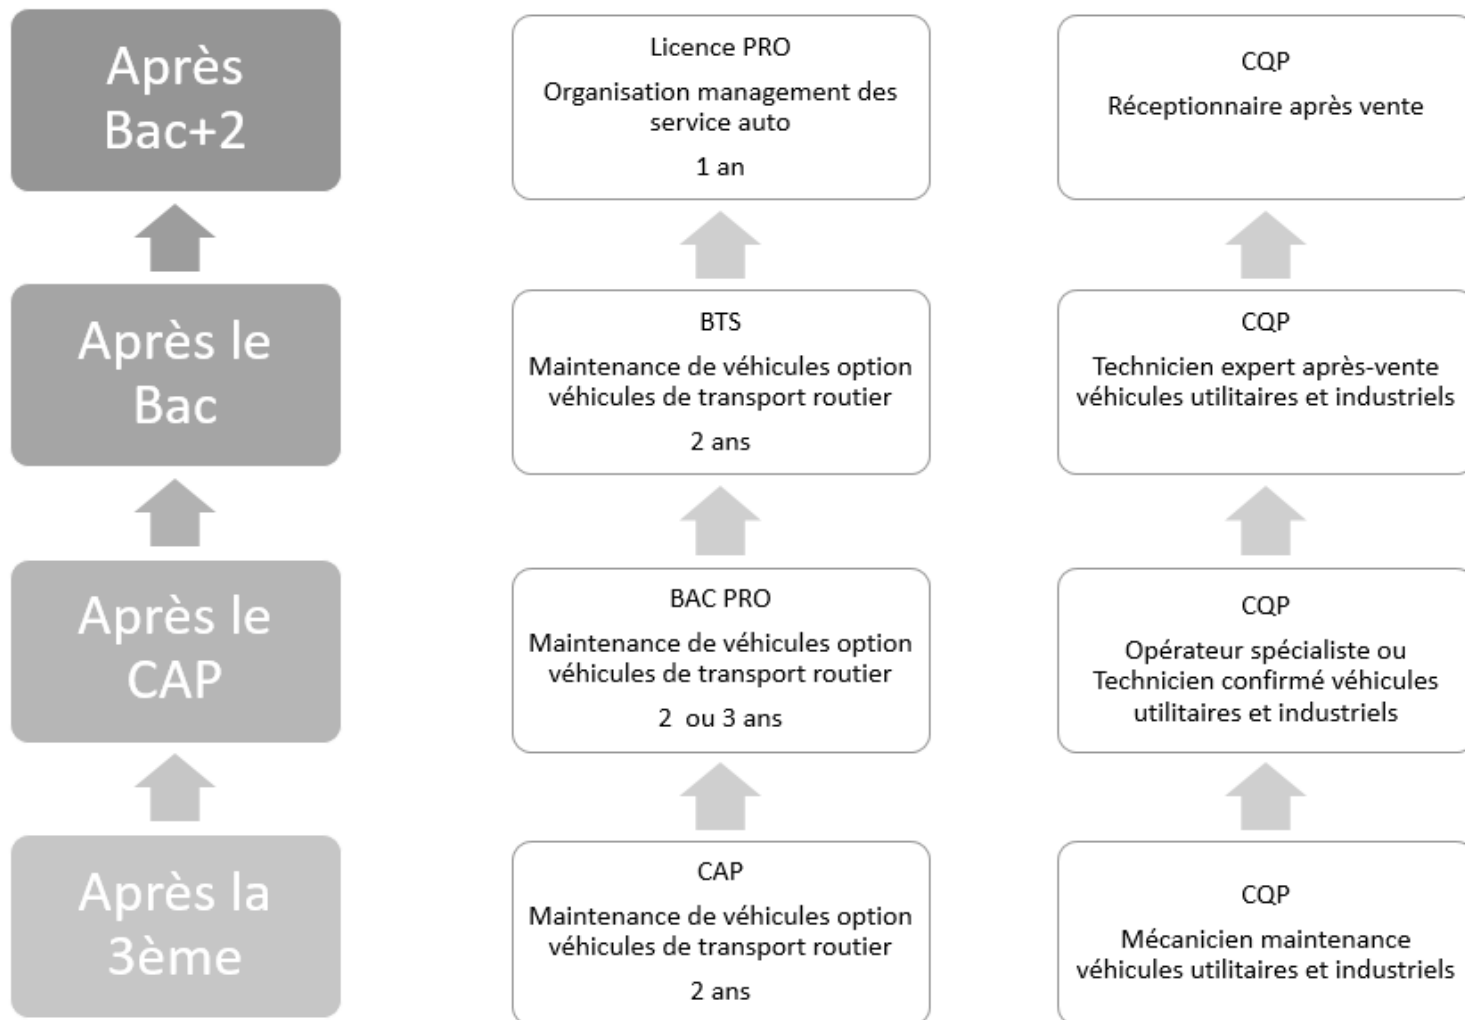 Après
Bac+2
Licence PRO
Organisation management des
service auto
1 an
CQP
Réceptionnaire après vente
Après le
Bac
BTS
Maintenance de véhicules option
véhicules de transport routier
2 ans
CQP
Technicien expert après-vente
véhicules utilitaires et industriels
Après le
CAP
BAC PRO
Maintenance de véhicules option
véhicules de transport routier
2  ou 3 ans
CQP
Opérateur spécialiste ou
Technicien confirmé véhicules
utilitaires et industriels
Après la
3ème
CAP
Maintenance de véhicules option
véhicules de transport routier
2 ans
CQP
Mécanicien maintenance
véhicules utilitaires et industriels